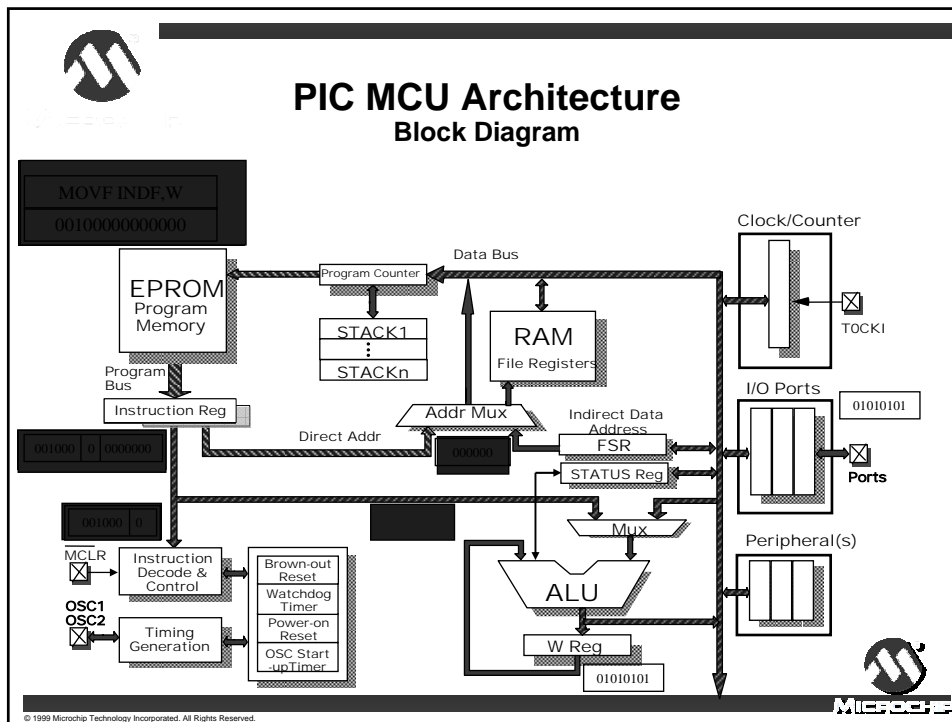 PIC MCU Architecture
Block Diagram
MOVF INDF,W
00100000000000
Clock/Counter
Data Bus
Program Counter
EPROM
Program
Memory
STACK1
STACKn
RAM
File Registers
T0CKI
Program
Bus
Instruction Reg
Addr Mux
I/O Ports
01010101
Direct Addr
Indirect Data
Address
FSR
001000 0 0000000
000000
STATUS Reg
Ports
001000 0
Mux
MCLR
Instruction
Decode &
Control
Brown-out
Reset
Watchdog
Timer
Power-on
Reset
OSC Start
-upTimer
ALU
Peripheral(s)
OSC1
OSC2
Timing
Generation
W Reg
01010101
MICROCHIP
© 1999 Microchip Technology Incorporated. All Rights Reserved.